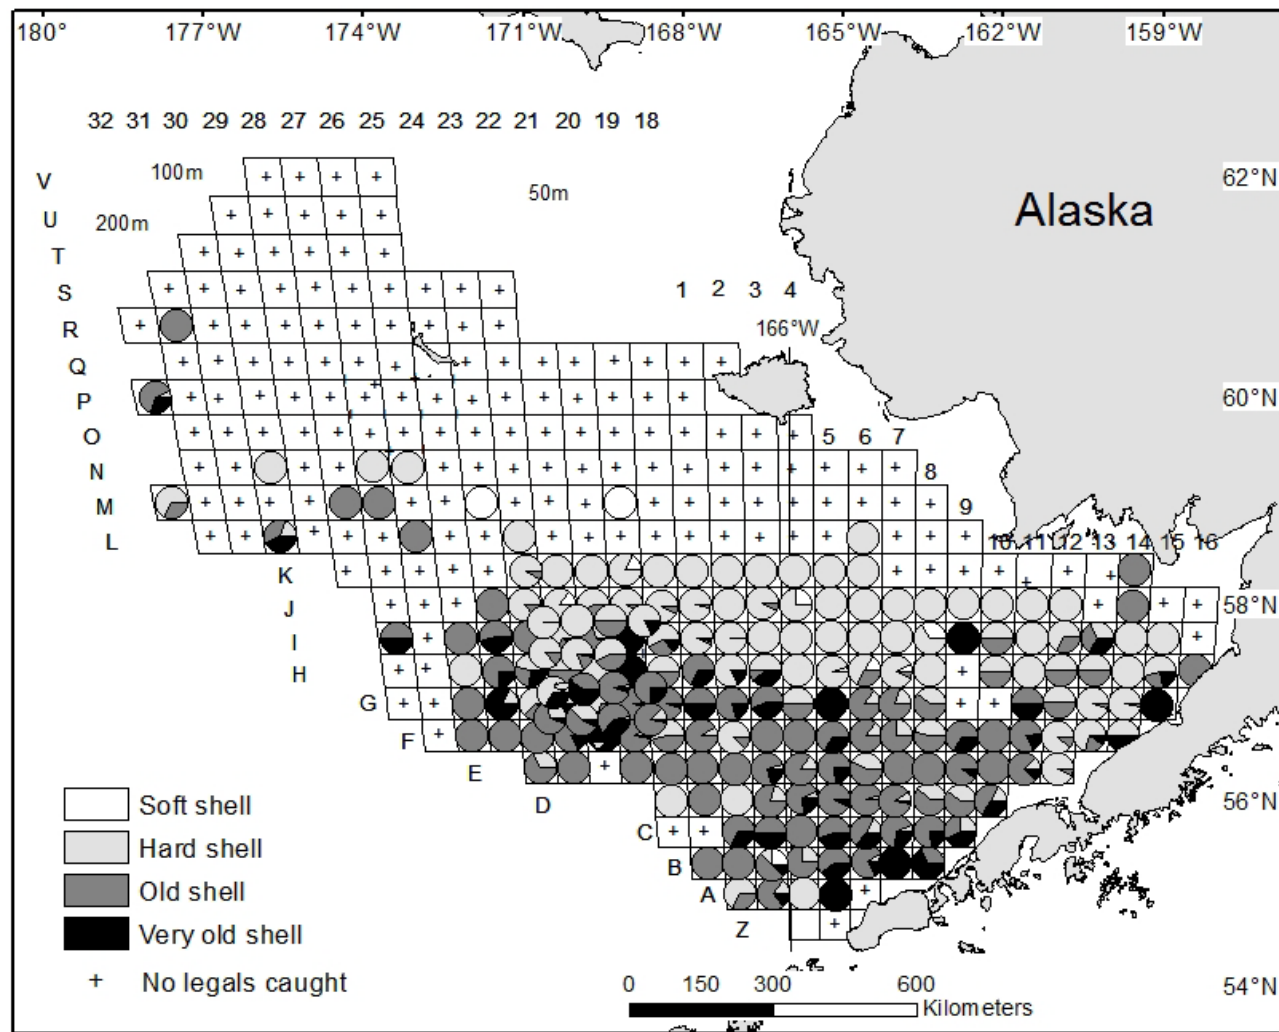 180° 177°W 174°W 171°W 168°W 165°W 162°W 159°W
32 31 30 29 28 27 26 25 24 23 22 21 20 19 18
V 100m 50m 62°N
U 200m Alaska
T
S 1 2 3 4
R 166°W
Q
P 60°N
O 5 6 7
N 8
M 9
L 10 11 12 13 14 15 16
K
J 58°N
I
H
G
F
E
D 56°N
C
B
A
Z
Soft shell
Hard shell
Old shell
Very old shell
+ No legals caught
0 150 300 600
Kilometers
54°N